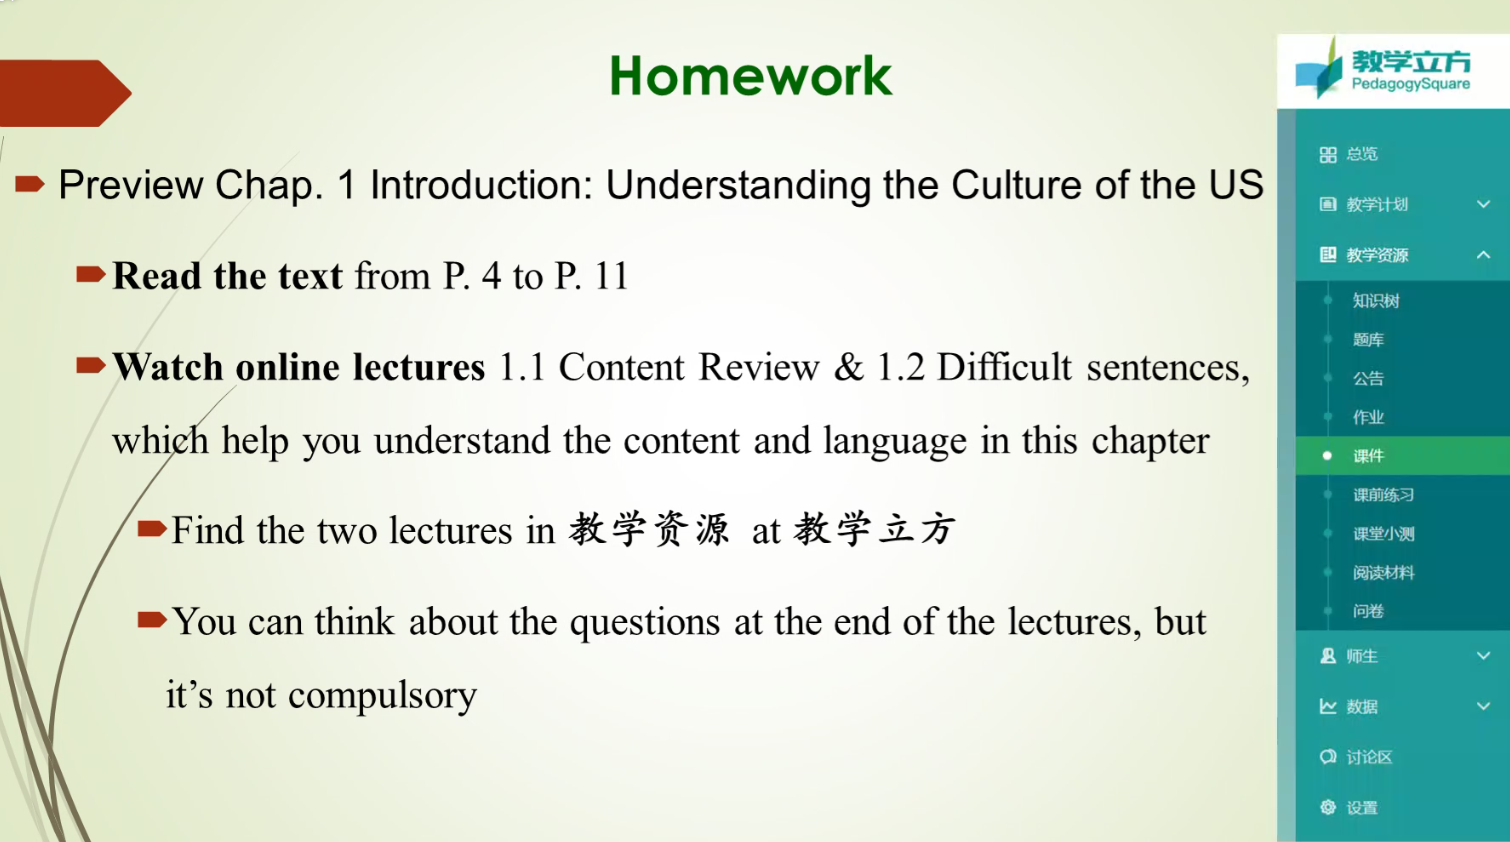 Homework
Preview Chap. 1 Introduction: Understanding the Culture of the US
Read the text from P. 4 to P. 11
Watch online lectures 1.1 Content Review & 1.2 Difficult sentences,
which help you understand the content and language in this chapter
Find the two lectures in 教学资源 at 教学立方
You can think about the questions at the end of the lectures, but
it’s not compulsory
教学立方
PedagogySquare
总览
教学计划
教学资源
知识树
题库
公告
作业
课件
课前练习
课堂小测
阅读材料
问卷
师生
数据
讨论区
设置